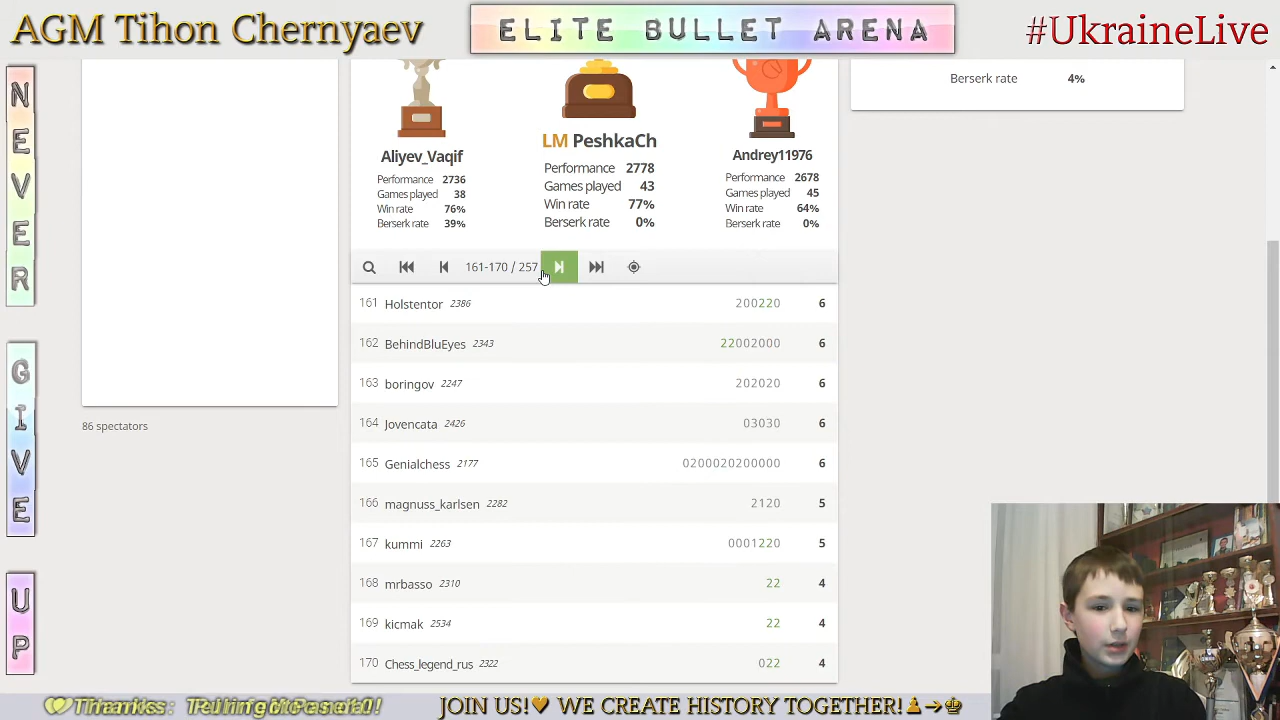 AGM Tihon Chernyaev
ELITE BULLET ARENA
#UkraineLive
NEVER
GIVE
UP
Berserk rate 4%
Aliyev_Vaqif
Performance 2736
Games played 38
Win rate 76%
Berserk rate 39%
LM PeshkaCh
Performance 2778
Games played 43
Win rate 77%
Berserk rate 0%
Andrey11976
Performance 2678
Games played 45
Win rate 64%
Berserk rate 0%
161-170 / 257
161 Holstentor 2386 200220 6
162 BehindBluEyes 2343 22002000 6
163 boringov 2247 202020 6
164 Jovencata 2426 03030 6
165 Genialchess 2177 0200020200000 6
166 magnuss_karlsen 2282 2120 5
167 kummi 2263 0001220 5
168 mrbasso 2310 22 4
169 kicmak 2534 22 4
170 Chess_legend_rus 2322 022 4
86 spectators
JOIN US! WE CREATE HISTORY TOGETHER!